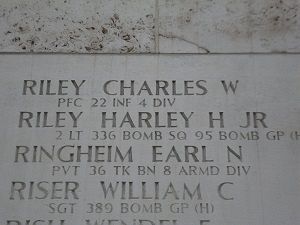 RILEY CHARLES W
PFC 22 INF 4 DIV
RILEY HARLEY H JR
2 LT 336 BOMB SQ 95 BOMB GP (H)
RINGHEIM EARL N
PVT 36 TK BN 8 ARMD DIV
RISER WILLIAM C
SGT 389 BOMB GP (H)